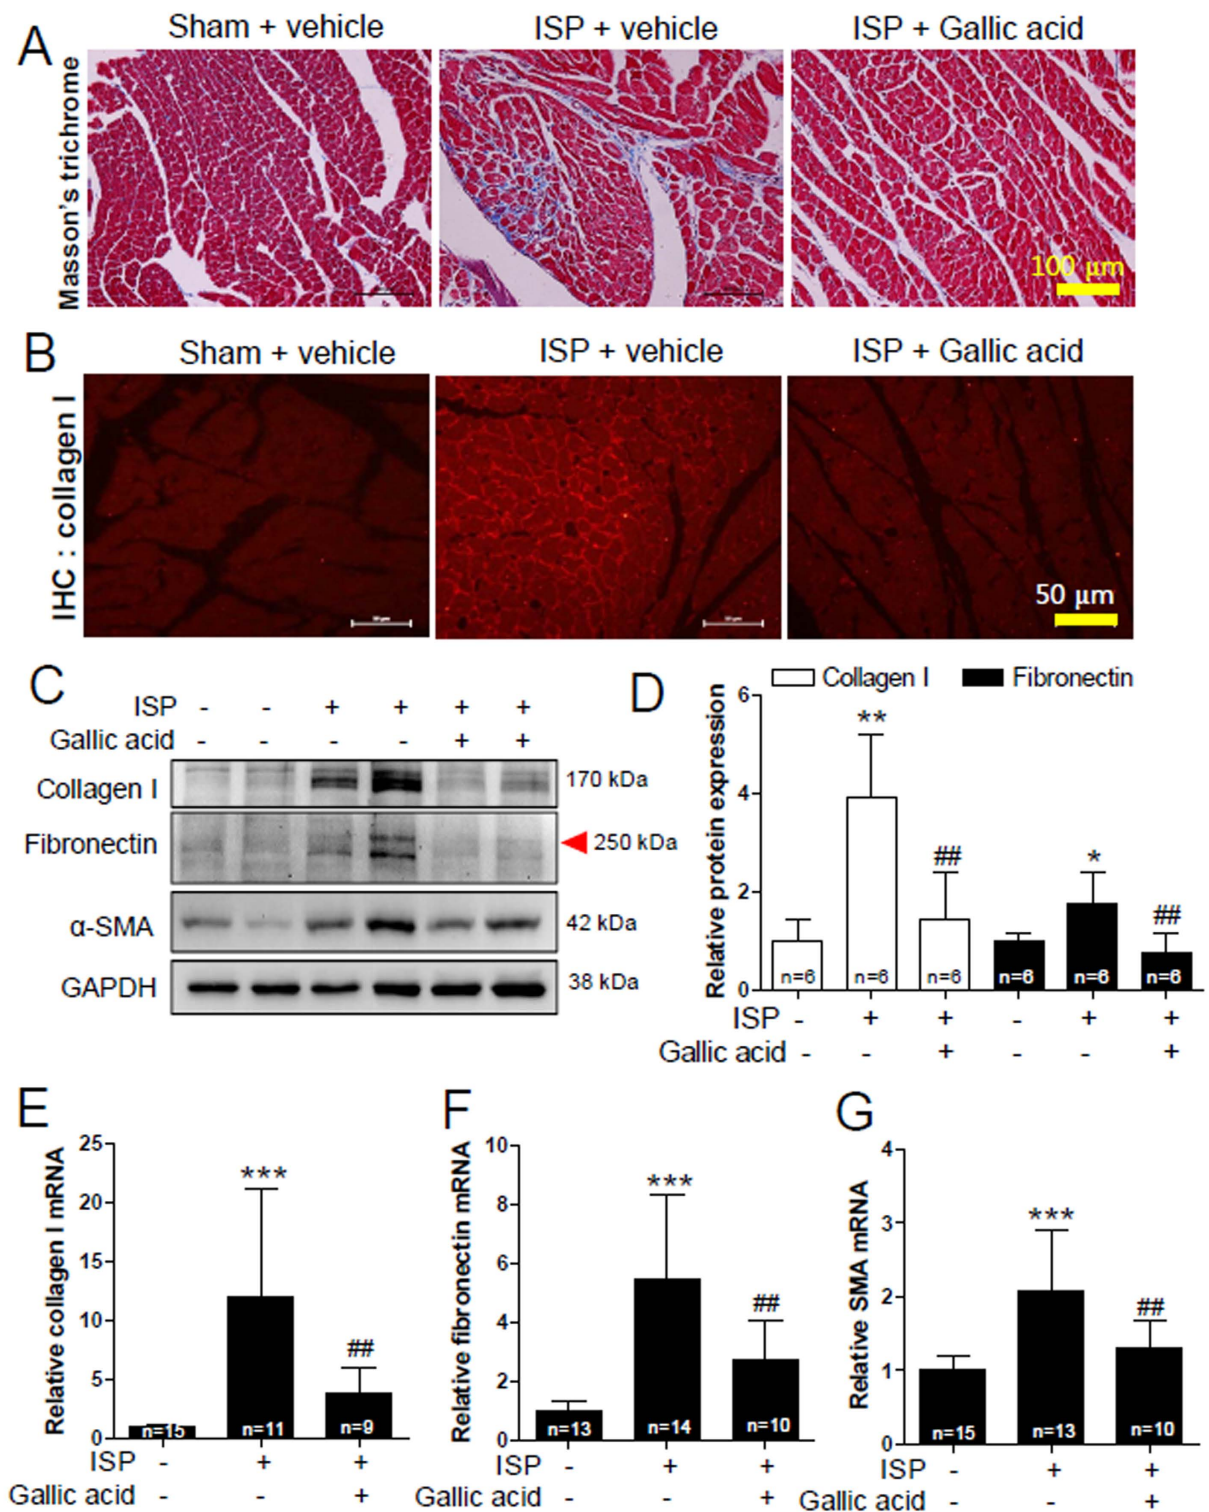 A
Sham + vehicle
ISP + vehicle
ISP + Gallic acid
Masson's trichrome
100 μm
B
Sham + vehicle
ISP + vehicle
ISP + Gallic acid
IHC : collagen I
50 μm
C
ISP - - + + + +
Gallic acid - - - - + +
Collagen I 170 kDa
Fibronectin 250 kDa
α-SMA 42 kDa
GAPDH 38 kDa
D
Collagen I Fibronectin
Relative protein expression
6
4
2
0
** ## * ##
n=6 n=6 n=6 n=6 n=6 n=6
ISP - + + - + +
Gallic acid - - + - - +
E
Relative collagen I mRNA
25
20
15
10
5
0
*** ##
n=15 n=11 n=9
ISP - + +
Gallic acid - - +
F
Relative fibronectin mRNA
10
8
6
4
2
0
*** ##
n=13 n=14 n=10
ISP - + +
Gallic acid - - +
G
Relative SMA mRNA
4
3
2
1
0
*** ##
n=15 n=13 n=10
ISP - + +
Gallic acid - - +